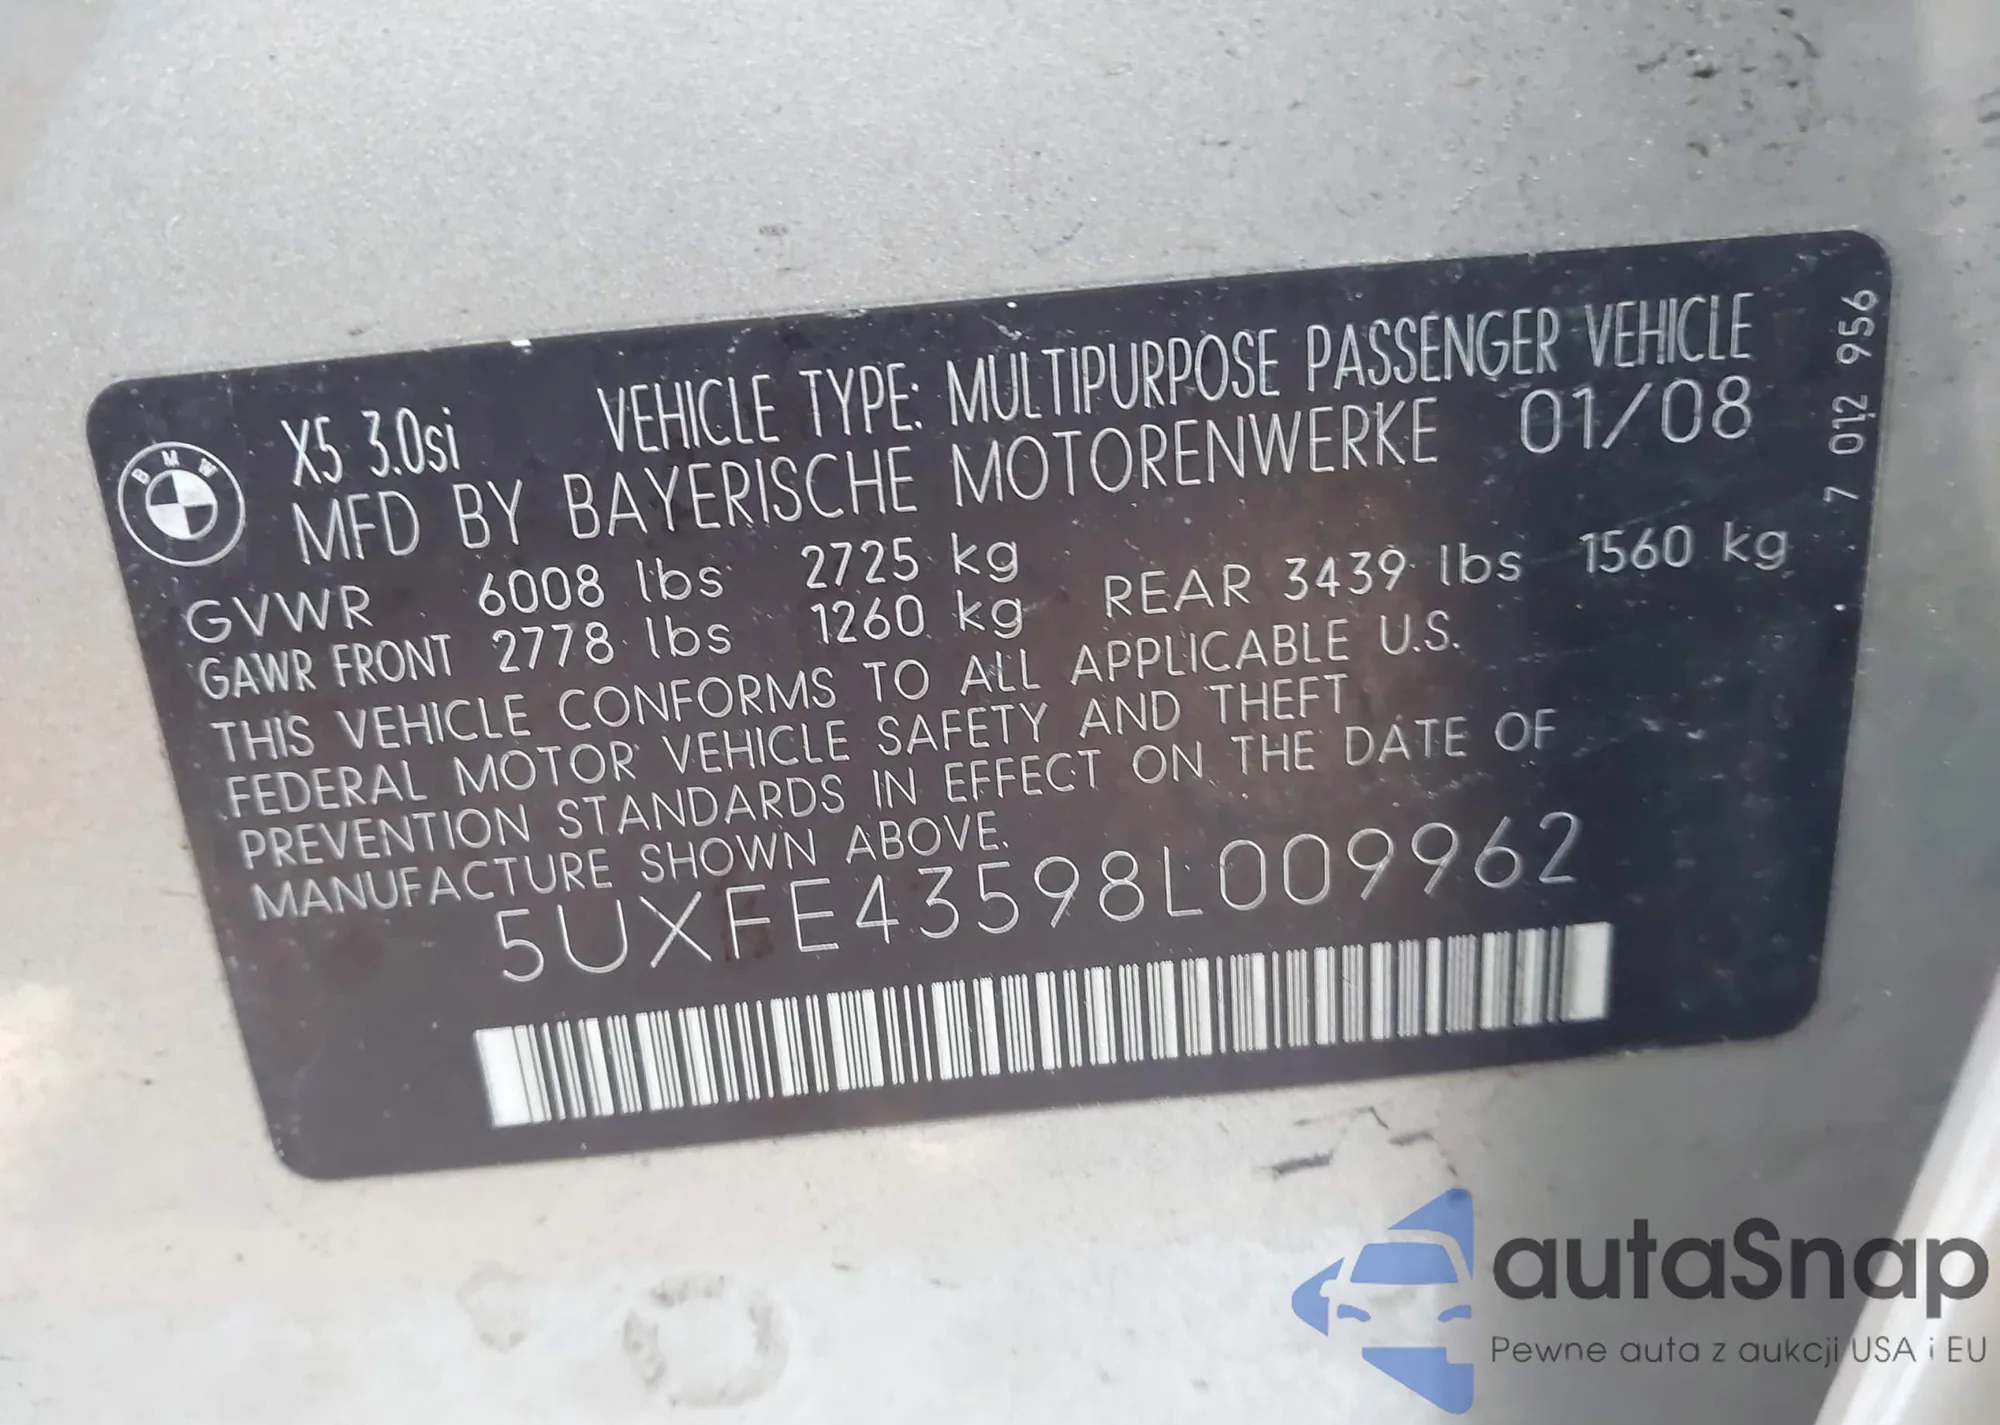 BMW
X5 3.0si VEHICLE TYPE: MULTIPURPOSE PASSENGER VEHICLE
MFD BY BAYERISCHE MOTORENWERKE 01/08
GVWR 6008 lbs 2725 kg
GAWR FRONT 2778 lbs 1260 kg REAR 3439 lbs 1560 kg
THIS VEHICLE CONFORMS TO ALL APPLICABLE U.S.
FEDERAL MOTOR VEHICLE SAFETY AND THEFT
PREVENTION STANDARDS IN EFFECT ON THE DATE OF
MANUFACTURE SHOWN ABOVE.
5UXFE43598L009962
7 012 956
autaSnap
Pewne auta z aukcji USA i EU